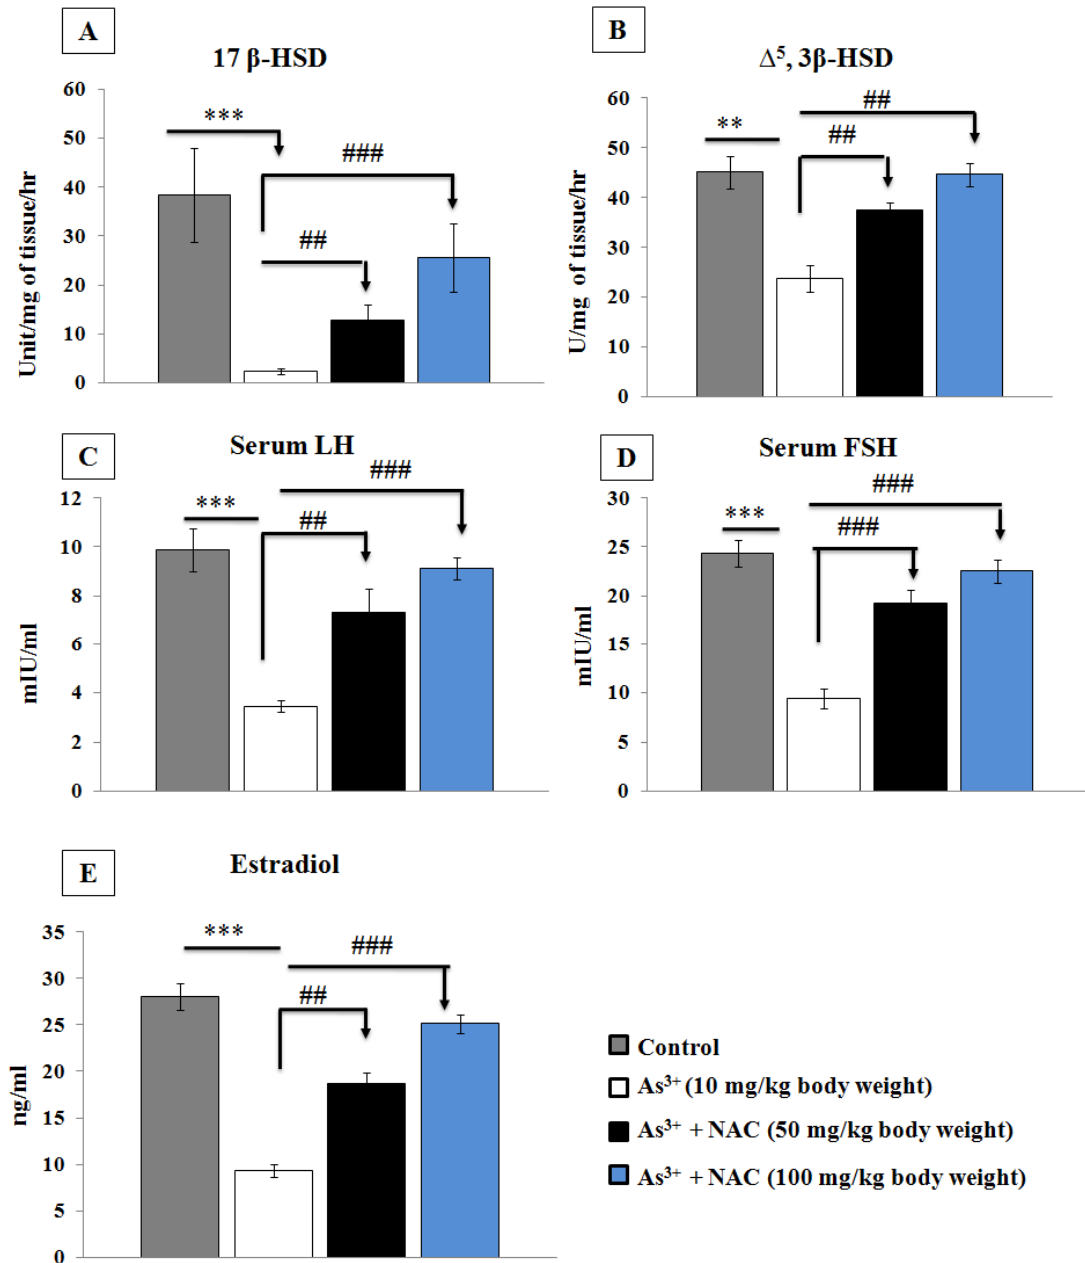 A
17 β-HSD
Unit/mg of tissue/hr
60
50
40
30
20
10
0
***
###
##
B
∆⁵, 3β-HSD
U/mg of tissue/hr
60
50
40
30
20
10
0
**
##
##
C
Serum LH
mIU/ml
12
10
8
6
4
2
0
***
###
##
D
Serum FSH
mIU/ml
30
25
20
15
10
5
0
***
###
###
E
Estradiol
ng/ml
35
30
25
20
15
10
5
0
***
###
##
Control
As³⁺ (10 mg/kg body weight)
As³⁺ + NAC (50 mg/kg body weight)
As³⁺ + NAC (100 mg/kg body weight)